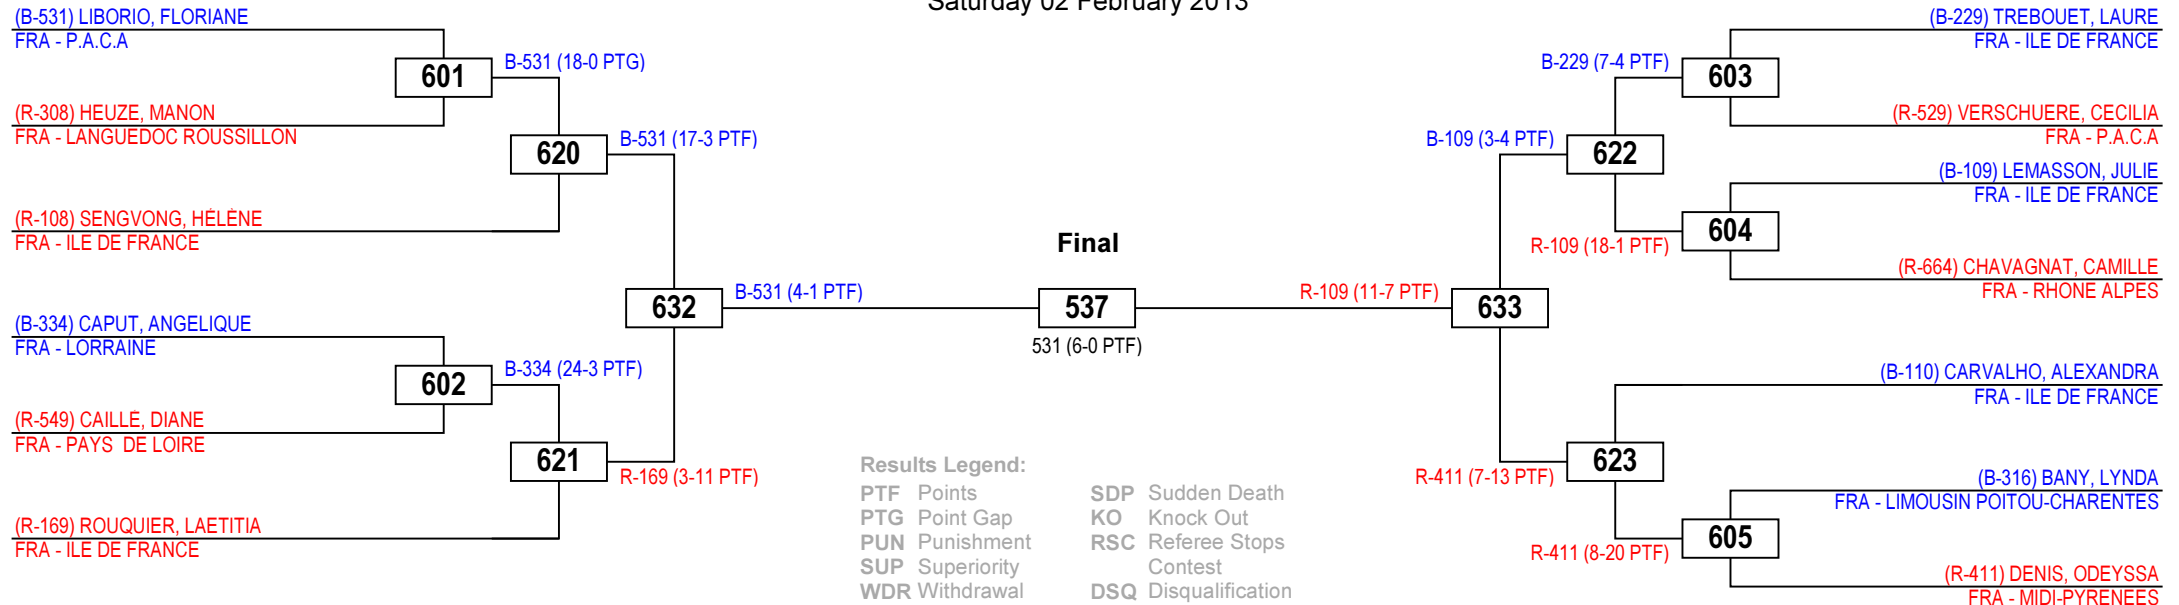 Saturday 02 February 2013
(B-531) LIBORIO, FLORIANE
FRA - P.A.C.A
601
B-531 (18-0 PTG)
(R-308) HEUZE, MANON
FRA - LANGUEDOC ROUSSILLON
620
B-531 (17-3 PTF)
(R-108) SENGVONG, HÉLÈNE
FRA - ILE DE FRANCE
632
B-531 (4-1 PTF)
(B-334) CAPUT, ANGELIQUE
FRA - LORRAINE
602
B-334 (24-3 PTF)
(R-549) CAILLÉ, DIANE
FRA - PAYS  DE LOIRE
621
R-169 (3-11 PTF)
(R-169) ROUQUIER, LAETITIA
FRA - ILE DE FRANCE
Final
537
531 (6-0 PTF)
(B-229) TREBOUET, LAURE
FRA - ILE DE FRANCE
B-229 (7-4 PTF)
603
(R-529) VERSCHUERE, CECILIA
FRA - P.A.C.A
B-109 (3-4 PTF)
622
(B-109) LEMASSON, JULIE
FRA - ILE DE FRANCE
604
R-109 (18-1 PTF)
(R-664) CHAVAGNAT, CAMILLE
FRA - RHONE ALPES
R-109 (11-7 PTF)
633
(B-110) CARVALHO, ALEXANDRA
FRA - ILE DE FRANCE
623
R-411 (7-13 PTF)
(B-316) BANY, LYNDA
FRA - LIMOUSIN POITOU-CHARENTES
605
R-411 (8-20 PTF)
(R-411) DENIS, ODEYSSA
FRA - MIDI-PYRENEES
Results Legend:
PTF Points
PTG Point Gap
PUN Punishment
SUP Superiority
WDR Withdrawal
SDP Sudden Death
KO Knock Out
RSC Referee Stops
Contest
DSQ Disqualification